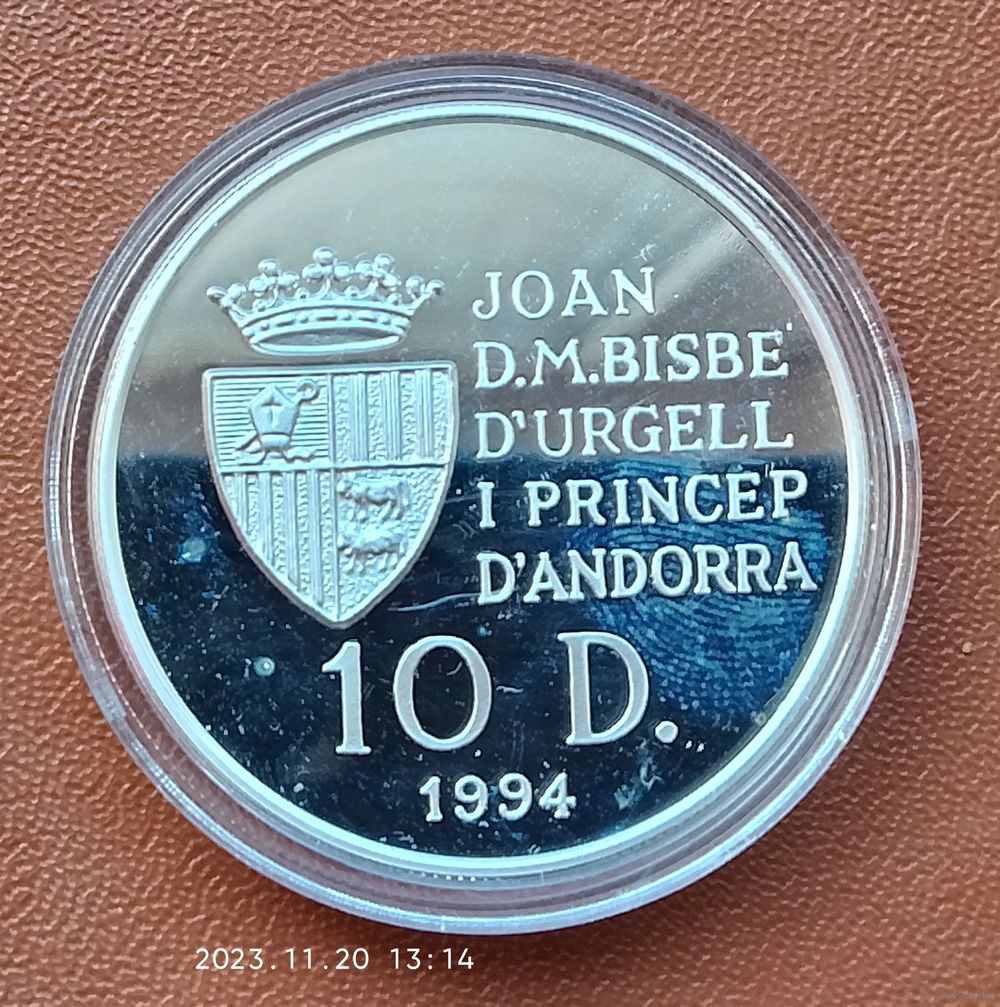 JOAN
D.M.BISBE
D'URGELL
I PRINCEP
D'ANDORRA
10 D.
1994
2023.11.20 13:14